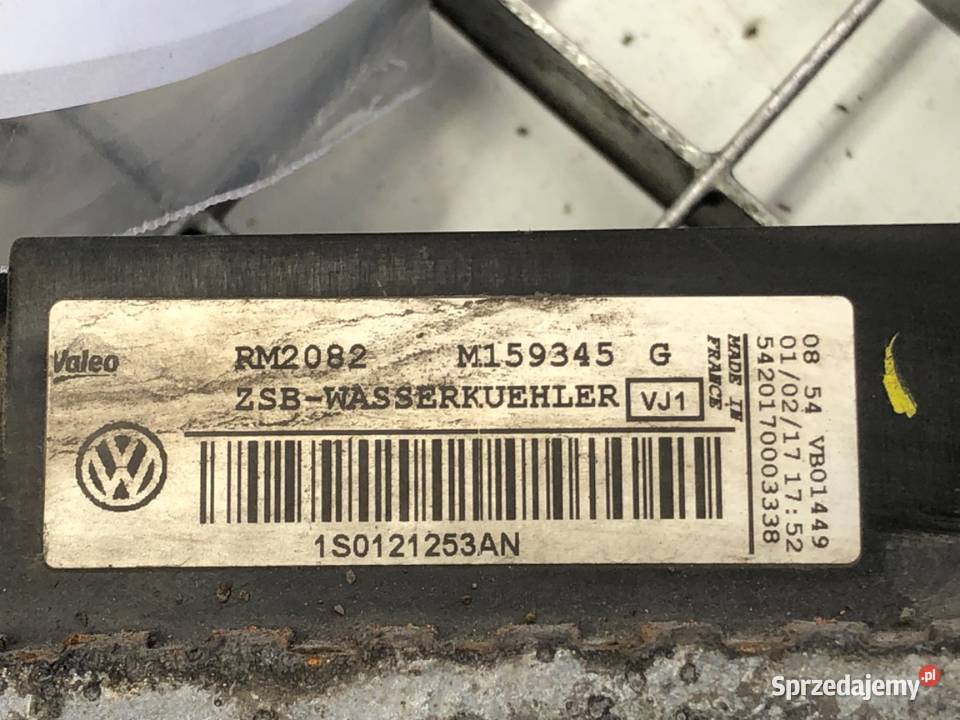 Valeo
RM2082 M159345 G
ZSB-WASSERKUEHLER VJ1
MADE IN
FRANCE
1S0121253AN
08 54 VB01449
01/02/17 17:52
5420170003338
Sprzedajemy.pl